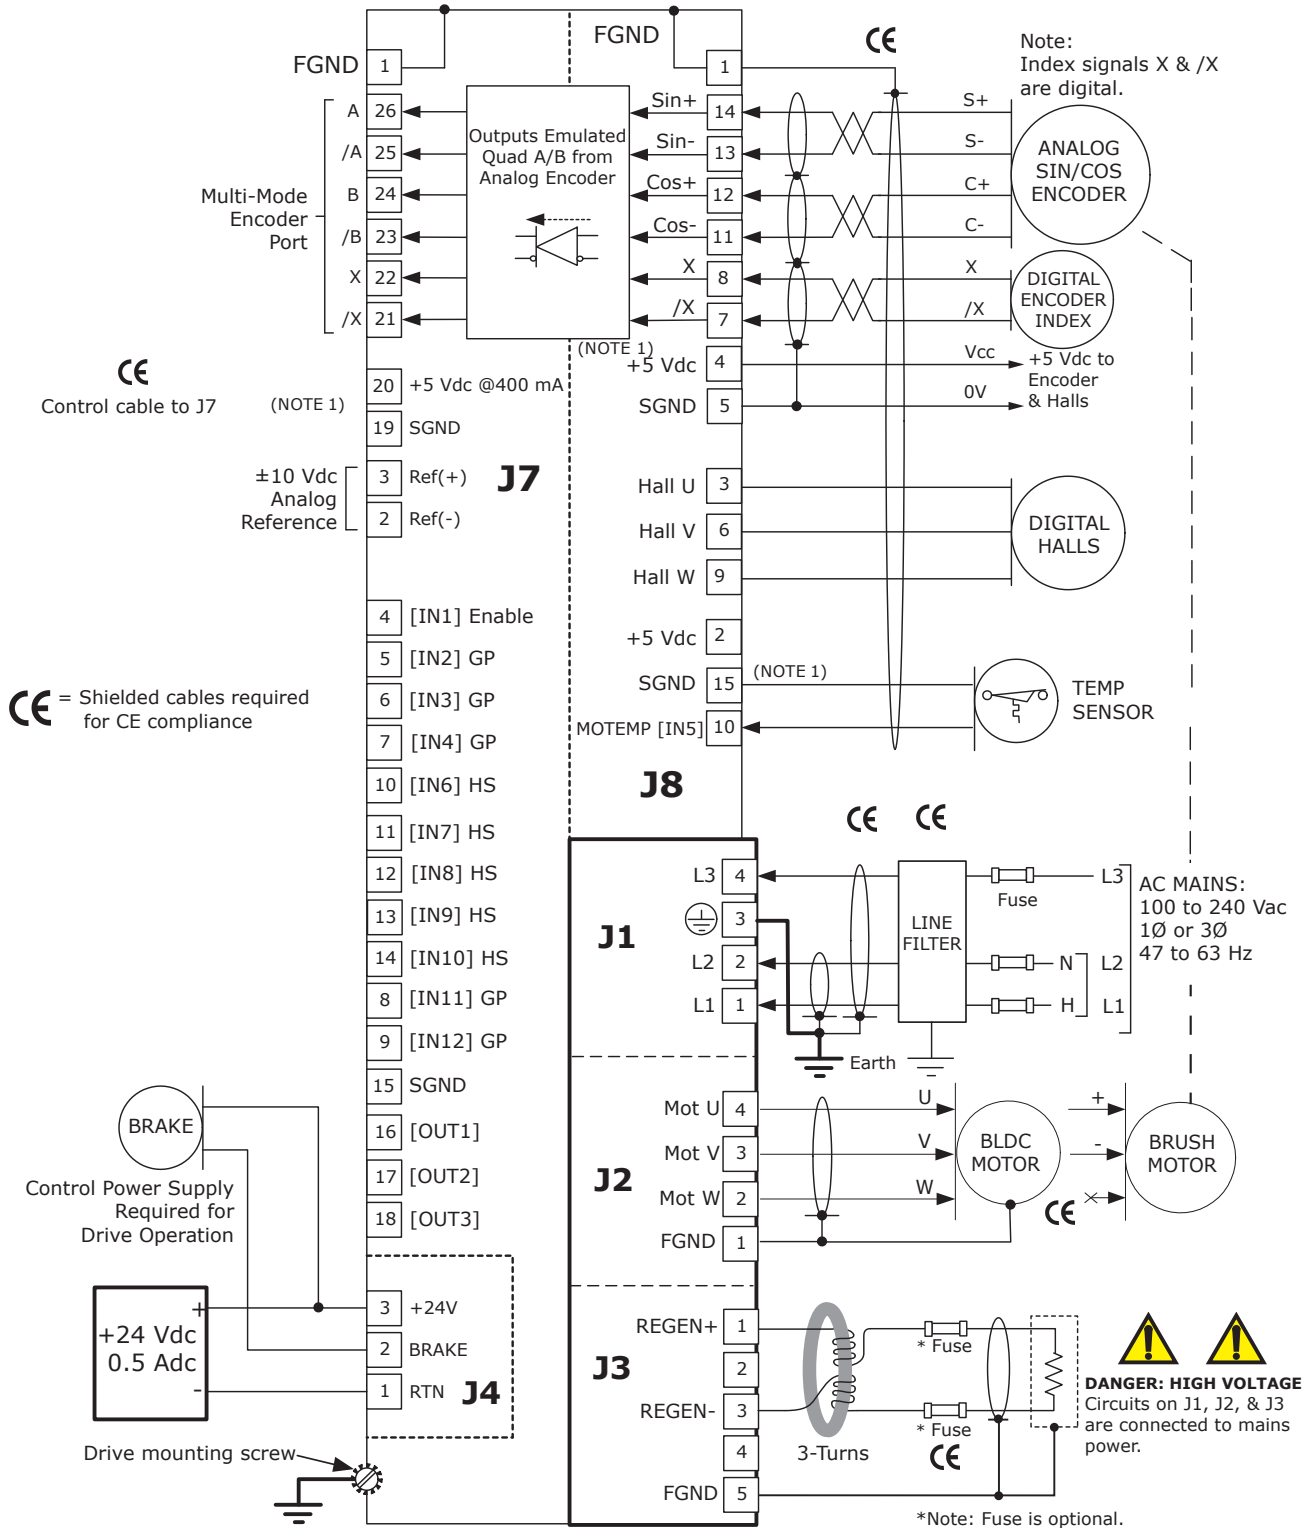 FGND
FGND
CE
Note:
Index signals X & /X
are digital.
1
1
A 26
/A 25
B 24
/B 23
X 22
/X 21
Multi-Mode
Encoder
Port
Outputs Emulated
Quad A/B from
Analog Encoder
Sin+ 14 S+
Sin- 13 S-
Cos+ 12 C+
Cos- 11 C-
X 8 X
/X 7 /X
ANALOG
SIN/COS
ENCODER
DIGITAL
ENCODER
INDEX
(NOTE 1)
+5 Vdc 4 Vcc
SGND 5 0V
+5 Vdc to
Encoder
& Halls
CE
Control cable to J7
(NOTE 1)
20 +5 Vdc @400 mA
19 SGND
±10 Vdc
Analog
Reference
3 Ref(+)
2 Ref(-)
J7
Hall U 3
Hall V 6
Hall W 9
DIGITAL
HALLS
4 [IN1] Enable
5 [IN2] GP
6 [IN3] GP
7 [IN4] GP
10 [IN6] HS
11 [IN7] HS
12 [IN8] HS
13 [IN9] HS
14 [IN10] HS
8 [IN11] GP
9 [IN12] GP
15 SGND
16 [OUT1]
17 [OUT2]
18 [OUT3]
+5 Vdc 2
SGND 15 (NOTE 1)
MOTEMP [IN5] 10
TEMP
SENSOR
J8
CE = Shielded cables required
for CE compliance
CE CE
J1
L3 4
3
L2 2
L1 1
LINE
FILTER
Fuse
L3
N L2
H L1
AC MAINS:
100 to 240 Vac
1Ø or 3Ø
47 to 63 Hz
Earth
J2
Mot U 4 U
Mot V 3 V
Mot W 2 W
FGND 1
BLDC
MOTOR
+
-
CE
BRUSH
MOTOR
BRAKE
Control Power Supply
Required for
Drive Operation
+24 Vdc
0.5 Adc
+
-
3 +24V
2 BRAKE
1 RTN
J4
Drive mounting screw
J3
REGEN+ 1
2
REGEN- 3
4
FGND 5
3-Turns
* Fuse
* Fuse
CE
DANGER: HIGH VOLTAGE
Circuits on J1, J2, & J3
are connected to mains
power.
*Note: Fuse is optional.